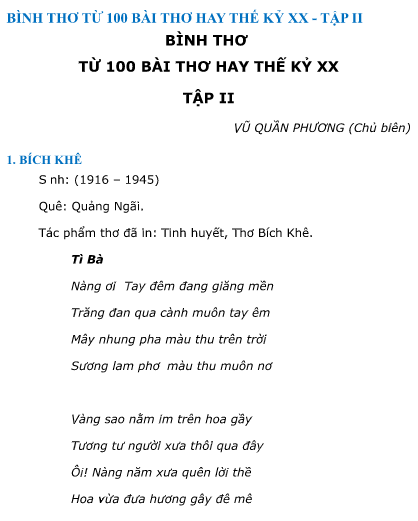 BÌNH THƠ TỪ 100 BÀI THƠ HAY THẾ KỶ XX - TẬP II
BÌNH THƠ
TỪ 100 BÀI THƠ HAY THẾ KỶ XX
TẬP II
VŨ QUẦN PHƯƠNG (Chủ biên)
1. BÍCH KHÊ
S nh: (1916 – 1945)
Quê: Quảng Ngãi.
Tác phẩm thơ đã in: Tinh huyết, Thơ Bích Khê.
Tì Bà
Nàng ơi Tay đêm đang giăng mền
Trăng đan qua cành muôn tay êm
Mây nhung pha màu thu trên trời
Sương lam phơ màu thu muôn nơ
Vàng sao nằm im trên hoa gầy
Tương tư người xưa thôi qua đây
Ôi! Nàng năm xưa quên lời thề
Hoa vừa đưa hương gây đê mê